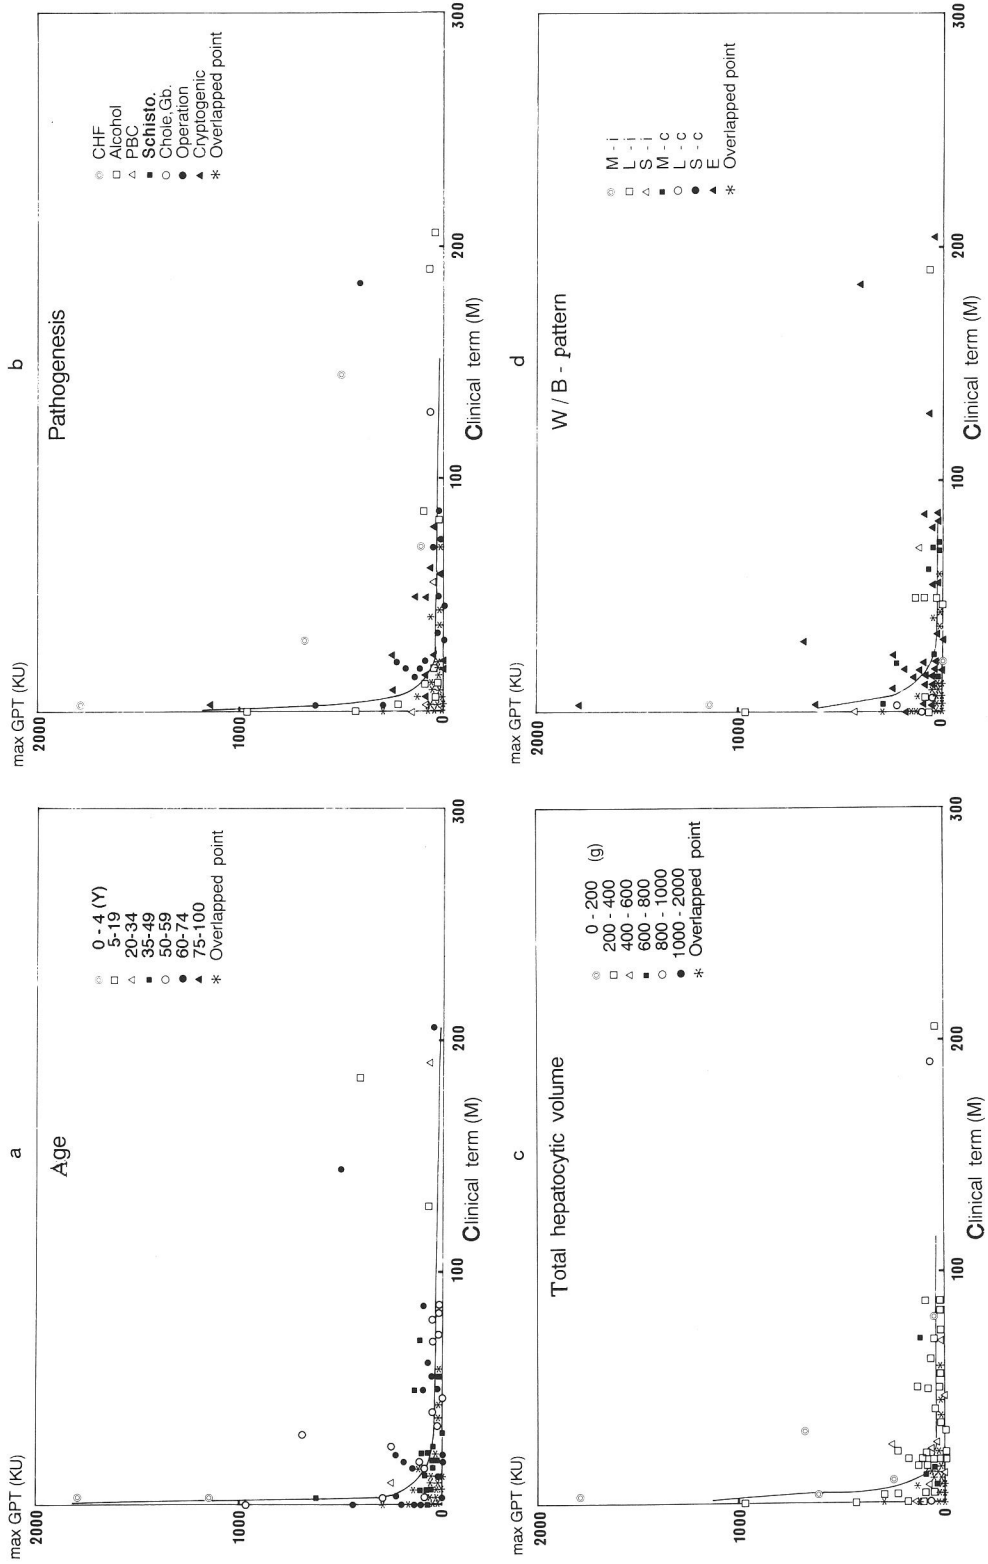 a
Age
max GPT (KU)
2000
1000
0
100
200
300
Clinical term (M)
◎ 0 - 4 (Y)
□ 5-19
△ 20-34
■ 35-49
○ 50-59
● 60-74
▲ 75-100
* Overlapped point
b
Pathogenesis
max GPT (KU)
2000
1000
0
100
200
300
Clinical term (M)
◎ CHF
□ Alcohol
△ PBC
■ Schisto.
○ Chole,Gb.
● Operation
▲ Cryptogenic
* Overlapped point
c
Total hepatocytic volume
max GPT (KU)
2000
1000
0
100
200
300
Clinical term (M)
◎ 0 - 200 (g)
□ 200 - 400
△ 400 - 600
■ 600 - 800
○ 800 - 1000
● 1000 - 2000
* Overlapped point
d
W / B - pattern
max GPT (KU)
2000
1000
0
100
200
300
Clinical term (M)
◎ M - i
□ L - i
△ S - i
■ M - c
○ L - c
● S - c
▲ E
* Overlapped point